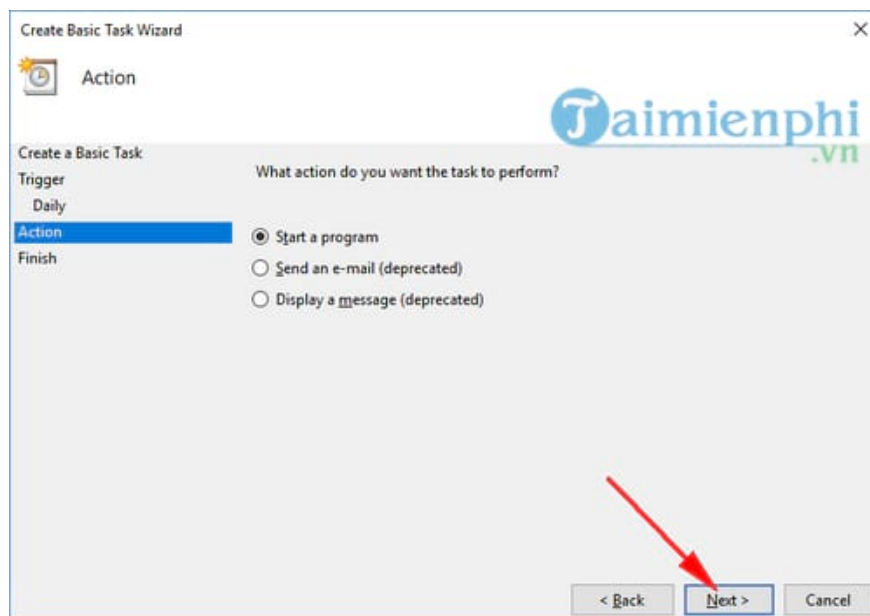 Create Basic Task Wizard
Action
Taimienphi
.vn
Create a Basic Task
Trigger
Daily
Action
Finish
What action do you want the task to perform?
Start a program
Send an e-mail (deprecated)
Display a message (deprecated)
< Back
Next >
Cancel